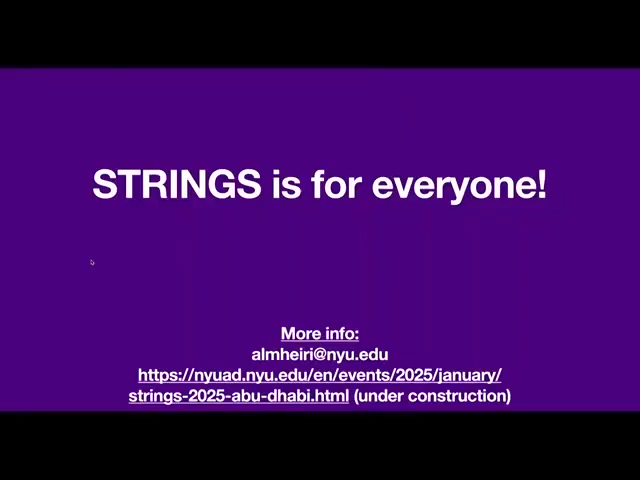 STRINGS is for everyone!
More info:
almheiri@nyu.edu
https://nyuad.nyu.edu/en/events/2025/january/
strings-2025-abu-dhabi.html (under construction)